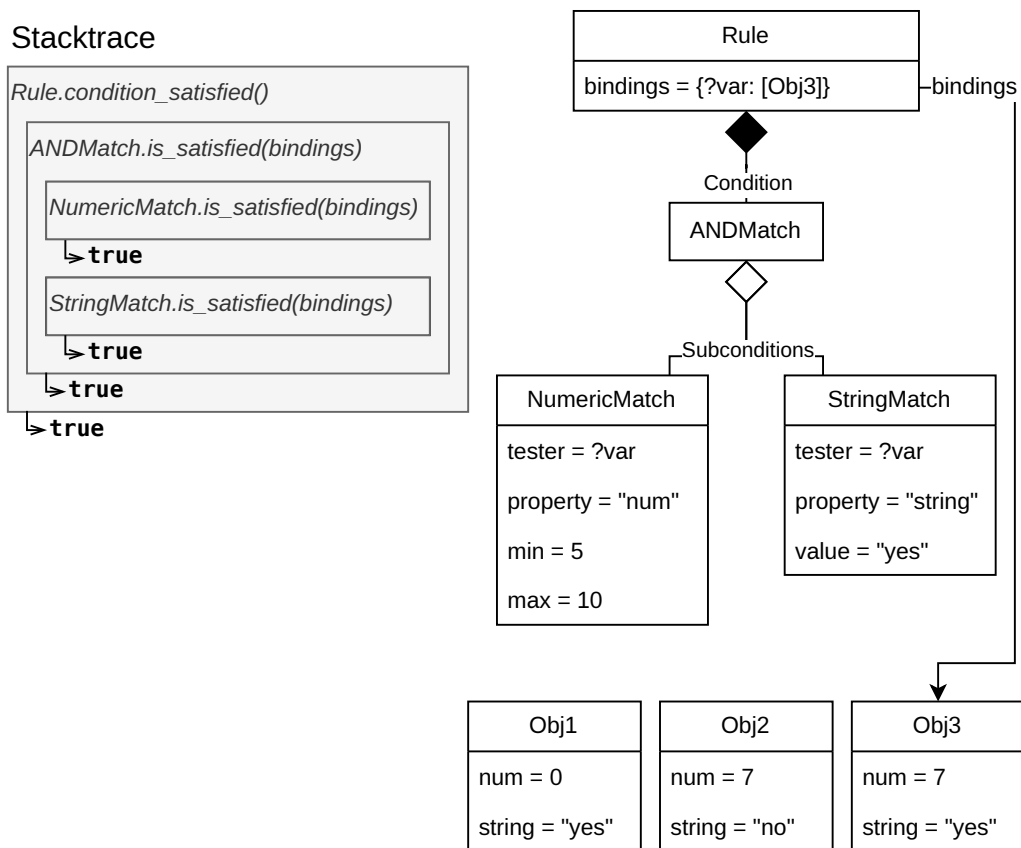 Stacktrace
Rule.condition_satisfied()
ANDMatch.is_satisfied(bindings)
NumericMatch.is_satisfied(bindings)
true
StringMatch.is_satisfied(bindings)
true
true
true
Rule
bindings = {?var: [Obj3]}
bindings
Condition
ANDMatch
Subconditions
NumericMatch
tester = ?var
property = "num"
min = 5
max = 10
StringMatch
tester = ?var
property = "string"
value = "yes"
Obj1
num = 0
string = "yes"
Obj2
num = 7
string = "no"
Obj3
num = 7
string = "yes"